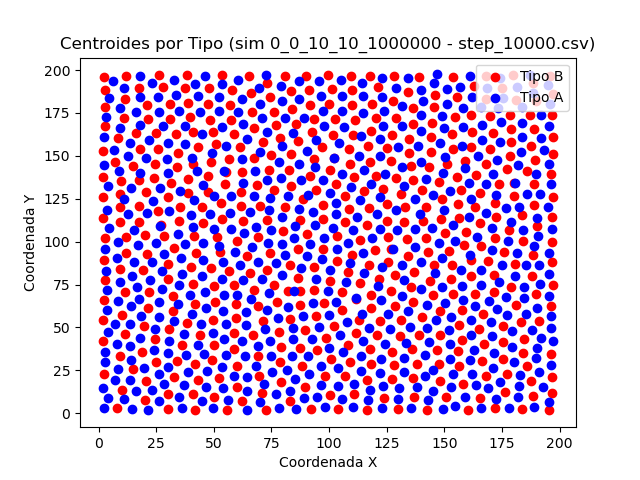 Centroides por Tipo (sim 0_0_10_10_1000000 - step_10000.csv)
Tipo B
Tipo A
200
175
150
125
100
75
50
25
0
Coordenada Y
0 25 50 75 100 125 150 175 200
Coordenada X